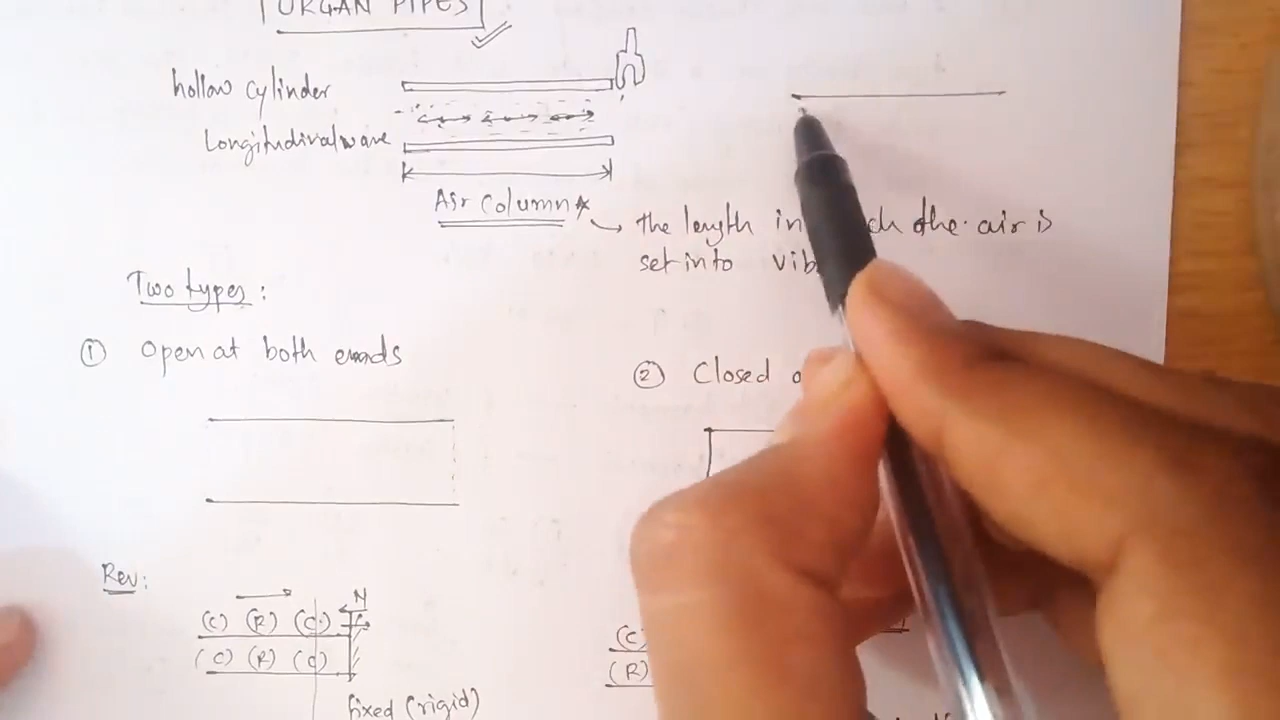 ORGAN PIPES
hollow cylinder
Longitudinal wave
Air Column
the length in the air is
set into
Two types:
① Open at both ends
② Closed
Rev:
(C) (R) (C)
N
(C) (R) (C)
(C)
(R)
fixed (rigid)